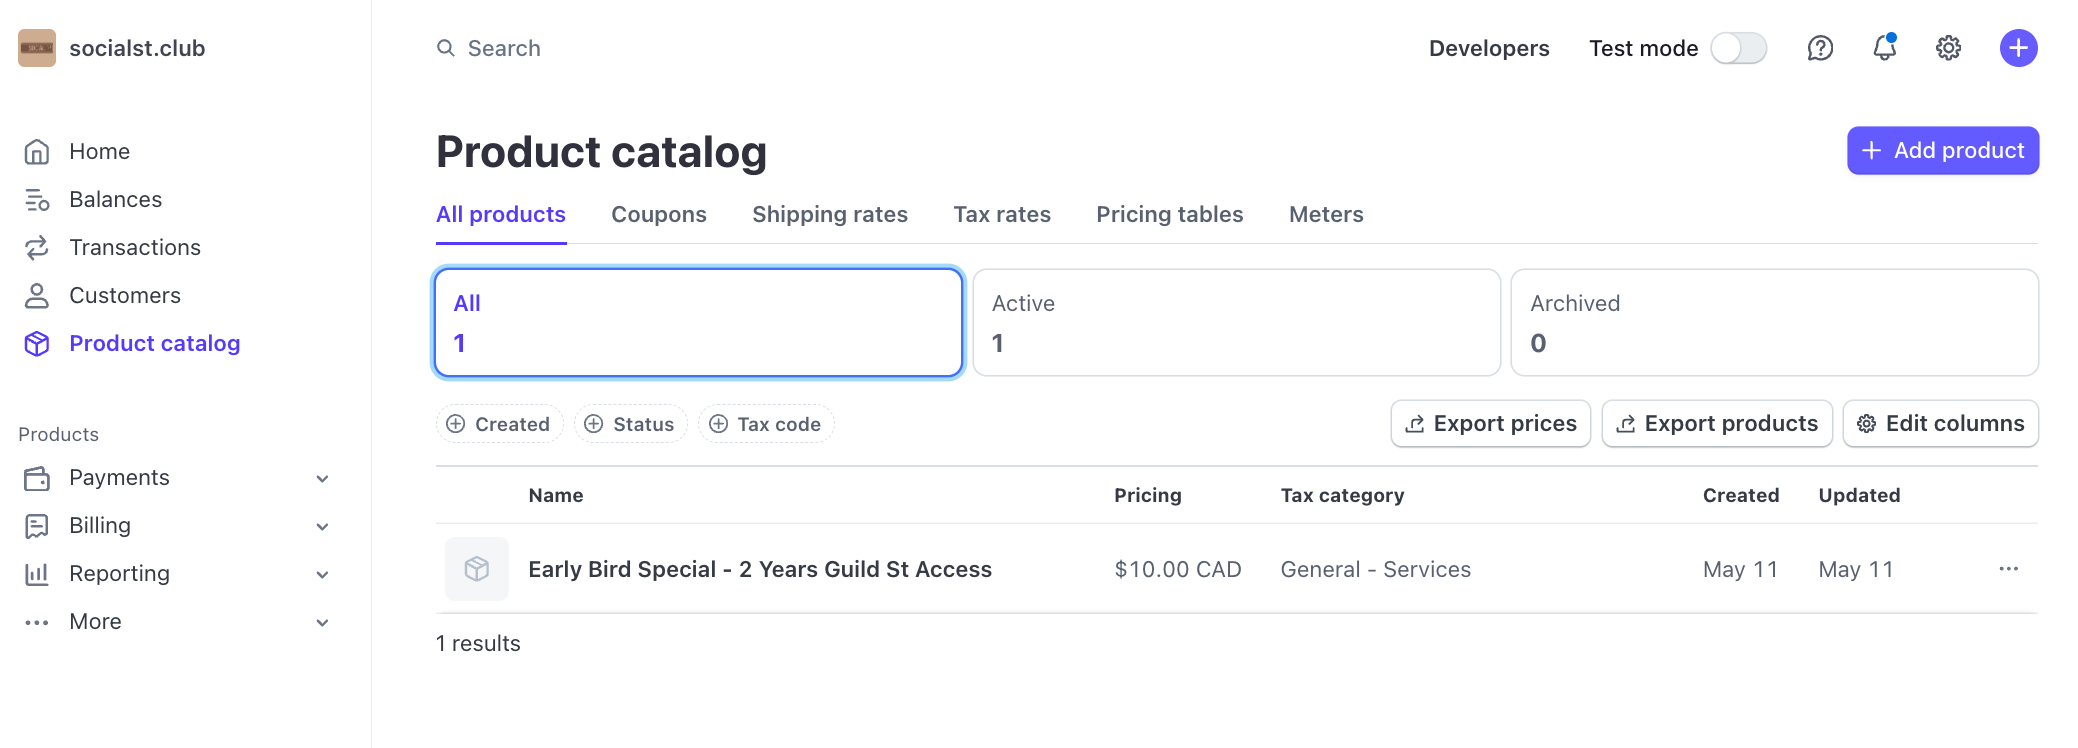 socialst.club
Search
Developers
Test mode
Home
Balances
Transactions
Customers
Product catalog
Products
Payments
Billing
Reporting
More
Product catalog
Add product
All products Coupons Shipping rates Tax rates Pricing tables Meters
All
1
Active
1
Archived
0
Created Status Tax code
Export prices Export products Edit columns
Name Pricing Tax category Created Updated
Early Bird Special - 2 Years Guild St Access $10.00 CAD General - Services May 11 May 11
1 results